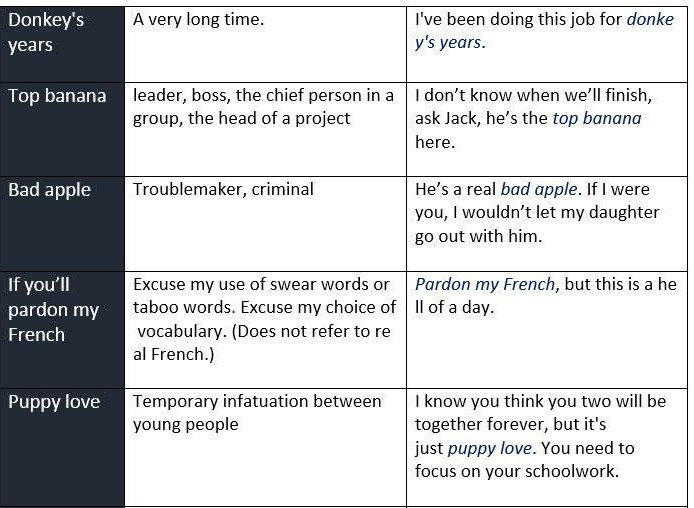 Donkey's
years
A very long time.
I've been doing this job for donke
y's years.
Top banana
leader, boss, the chief person in a
group, the head of a project
I don’t know when we’ll finish,
ask Jack, he’s the top banana
here.
Bad apple
Troublemaker, criminal
He’s a real bad apple. If I were
you, I wouldn’t let my daughter
go out with him.
If you’ll
pardon my
French
Excuse my use of swear words or
taboo words. Excuse my choice of
vocabulary. (Does not refer to re
al French.)
Pardon my French, but this is a he
ll of a day.
Puppy love
Temporary infatuation between
young people
I know you think you two will be
together forever, but it's
just puppy love. You need to
focus on your schoolwork.